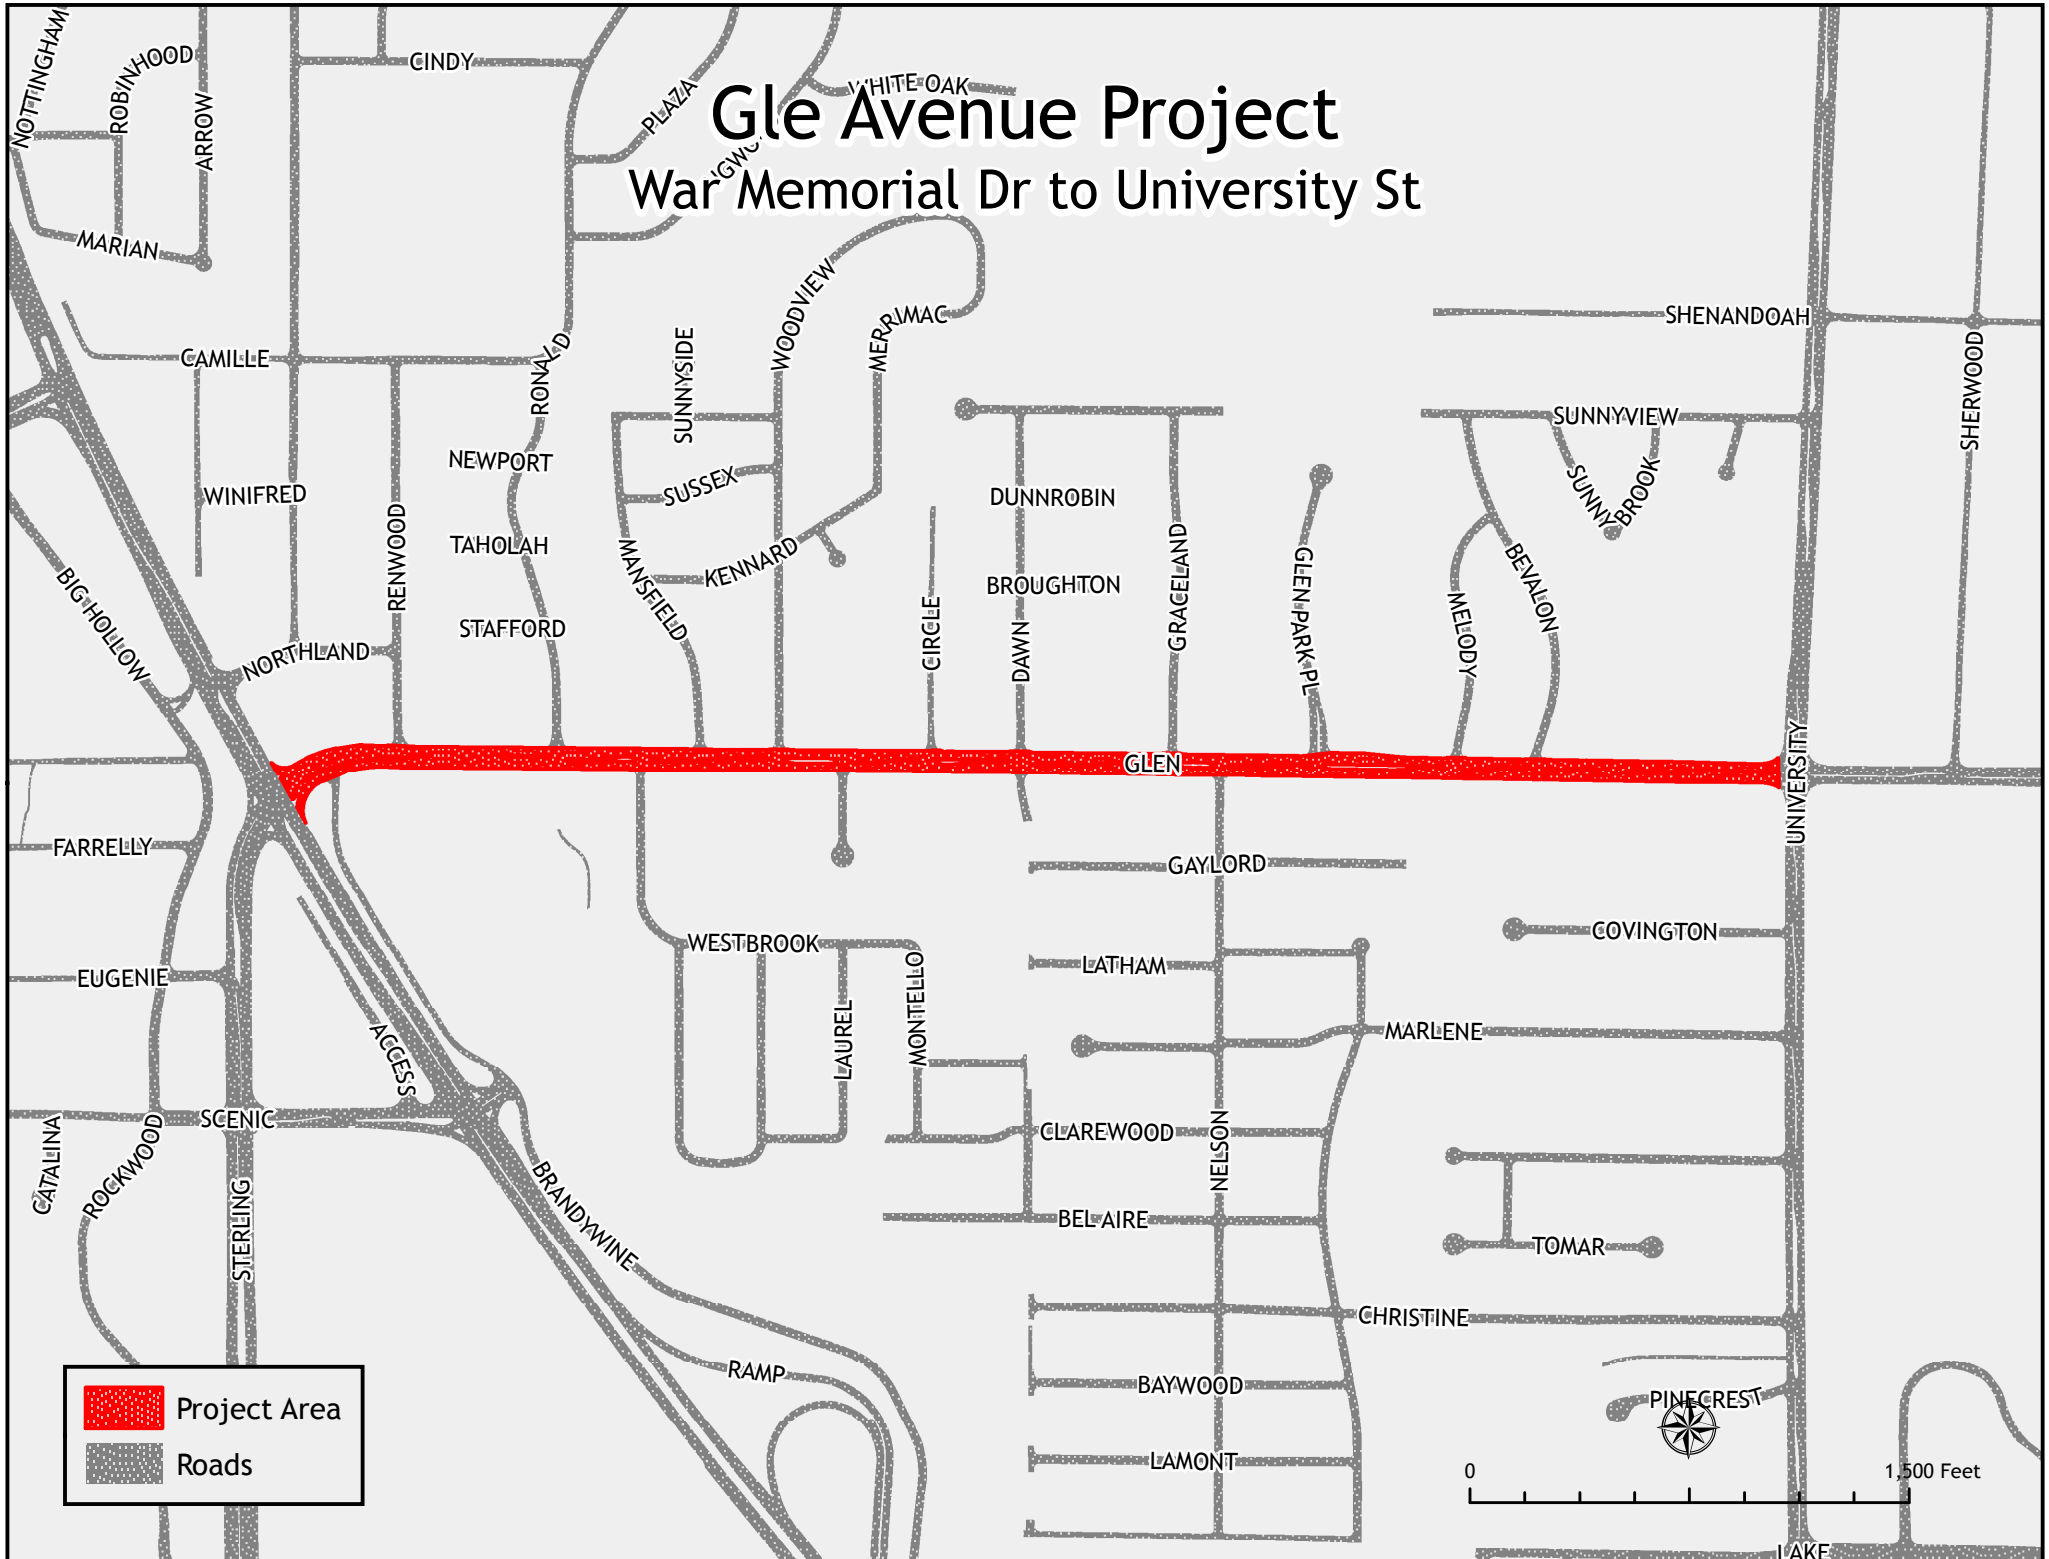 NOTTINGHAM
ROBINHOOD
ARROW
CINDY
PLAZA
WHITE OAK
Gle Avenue Project
War Memorial Dr to University St
MARIAN
CAMILLE
RONALD
SUNNYSIDE
WOODVIEW
MERRIMAC
SHENANDOAH
SHERWOOD
SUNNYVIEW
SUNNY
BROOK
NEWPORT
SUSSEX
WINIFRED
DUNNROBIN
RENWOOD
TAHOLAH
MANSFIELD
KENNARD
BROUGHTON
GRACELAND
GLEN PARK PL
BEVALON
MELODY
BIG HOLLOW
STAFFORD
CIRCLE
DAWN
NORTHLAND
GLEN
UNIVERSITY
FARRELLY
GAYLORD
COVINGTON
WESTBROOK
LATHAM
EUGENIE
MONTELLO
LAUREL
ACCESS
MARLENE
SCENIC
CATALINA
ROCKWOOD
CLAREWOOD
NELSON
STERLING
BRANDYWINE
BEL AIRE
TOMAR
CHRISTINE
RAMP
BAYWOOD
PINECREST
LAMONT
Project Area
Roads
0
1,500 Feet
LAKE